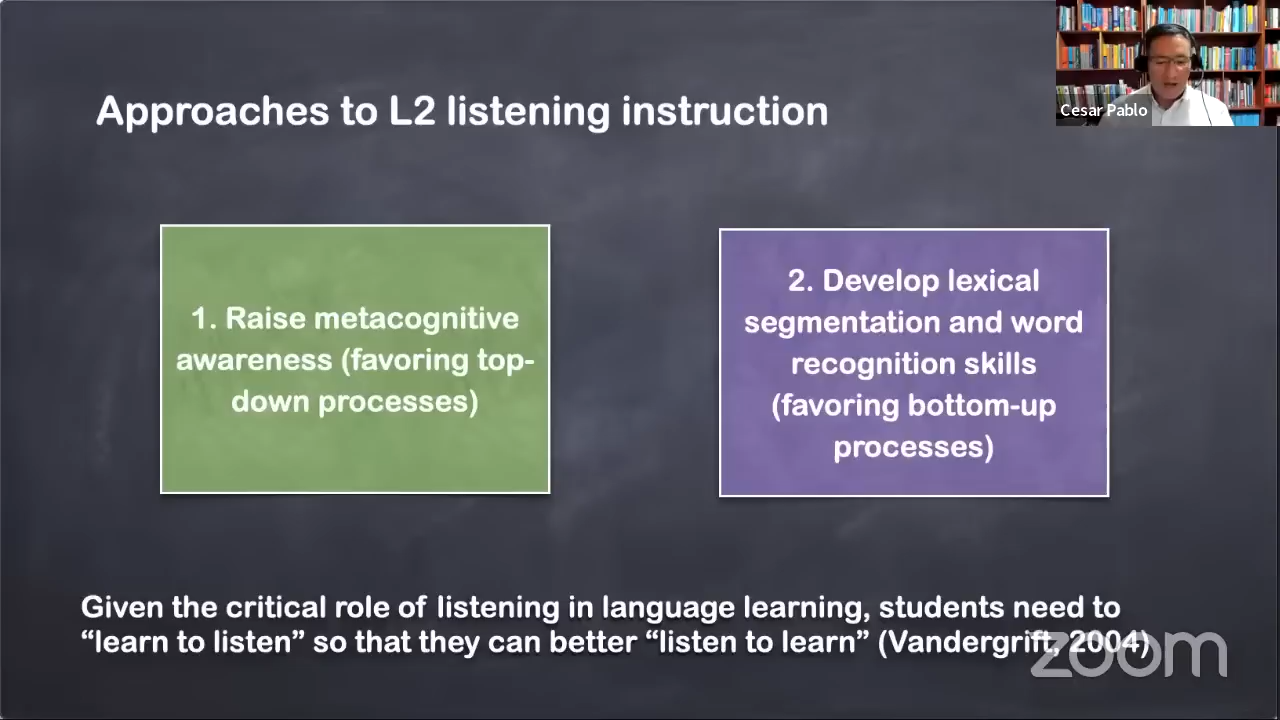 Approaches to L2 listening instruction
Cesar Pablo
1. Raise metacognitive
awareness (favoring top-
down processes)
2. Develop lexical
segmentation and word
recognition skills
(favoring bottom-up
processes)
Given the critical role of listening in language learning, students need to
“learn to listen” so that they can better “listen to learn” (Vandergrift, 2004)
zoom